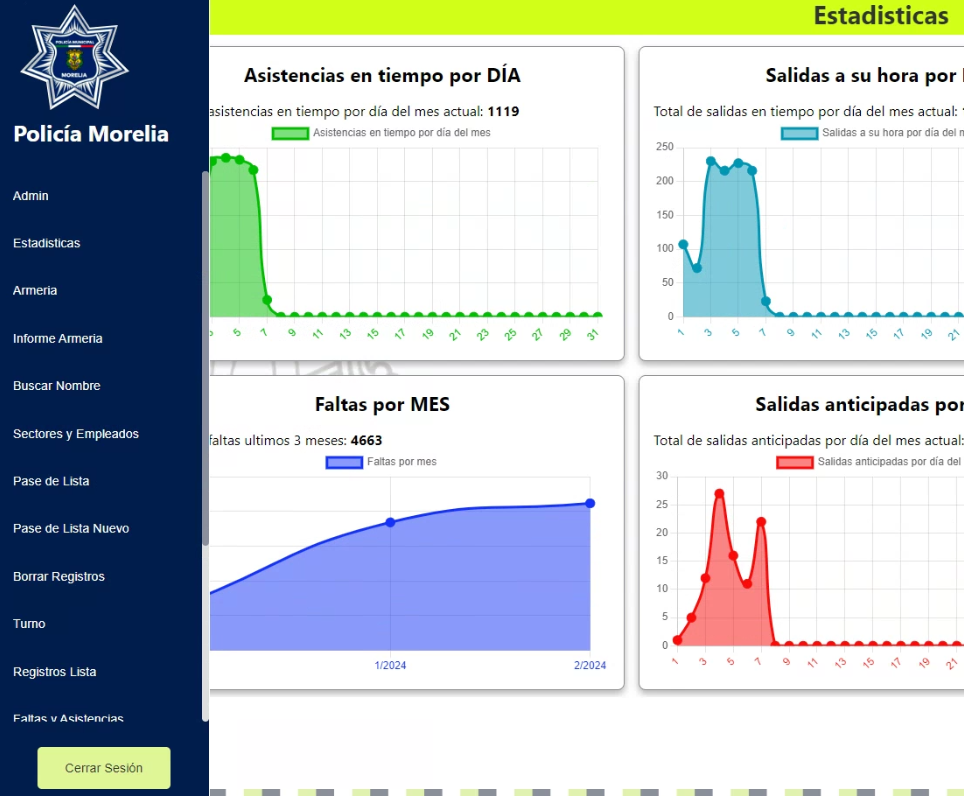 POLICÍA MUNICIPAL
MORELIA
Policía Morelia
Admin
Estadisticas
Armeria
Informe Armeria
Buscar Nombre
Sectores y Empleados
Pase de Lista
Pase de Lista Nuevo
Borrar Registros
Turno
Registros Lista
Faltas y Asistencias
Cerrar Sesión
Estadisticas
Asistencias en tiempo por DÍA
asistencias en tiempo por día del mes actual: 1119
Asistencias en tiempo por día del mes
5 7 9 11 13 15 17 19 21 23 25 27 29 31
Salidas a su hora por
Total de salidas en tiempo por día del mes actual:
Salidas a su hora por día del
250
200
150
100
50
0
1 3 5 7 9 11 13 15 17 19 21
Faltas por MES
faltas ultimos 3 meses: 4663
Faltas por mes
1/2024 2/2024
Salidas anticipadas por
Total de salidas anticipadas por día del mes actual:
Salidas anticipadas por día del
30
25
20
15
10
5
0
1 3 5 7 9 11 13 15 17 19 21